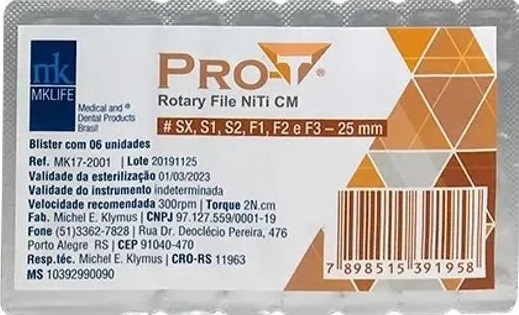 mk
MKLIFE
Medical and ®
Dental Products
Brasil
PRO-T®
Rotary File NiTi CM
# SX, S1, S2, F1, F2 e F3 – 25 mm
Blister com 06 unidades
Ref. MK17-2001 | Lote 20191125
Validade da esterilização 01/03/2023
Validade do instrumento indeterminada
Velocidade recomendada 300rpm | Torque 2N.cm
Fab. Michel E. Klymus | CNPJ 97.127.559/0001-19
Fone (51)3362-7828 | Rua Dr. Deoclécio Pereira, 476
Porto Alegre RS | CEP 91040-470
Resp.téc. Michel E. Klymus | CRO-RS 11963
MS 10392990090
7 898515 391958